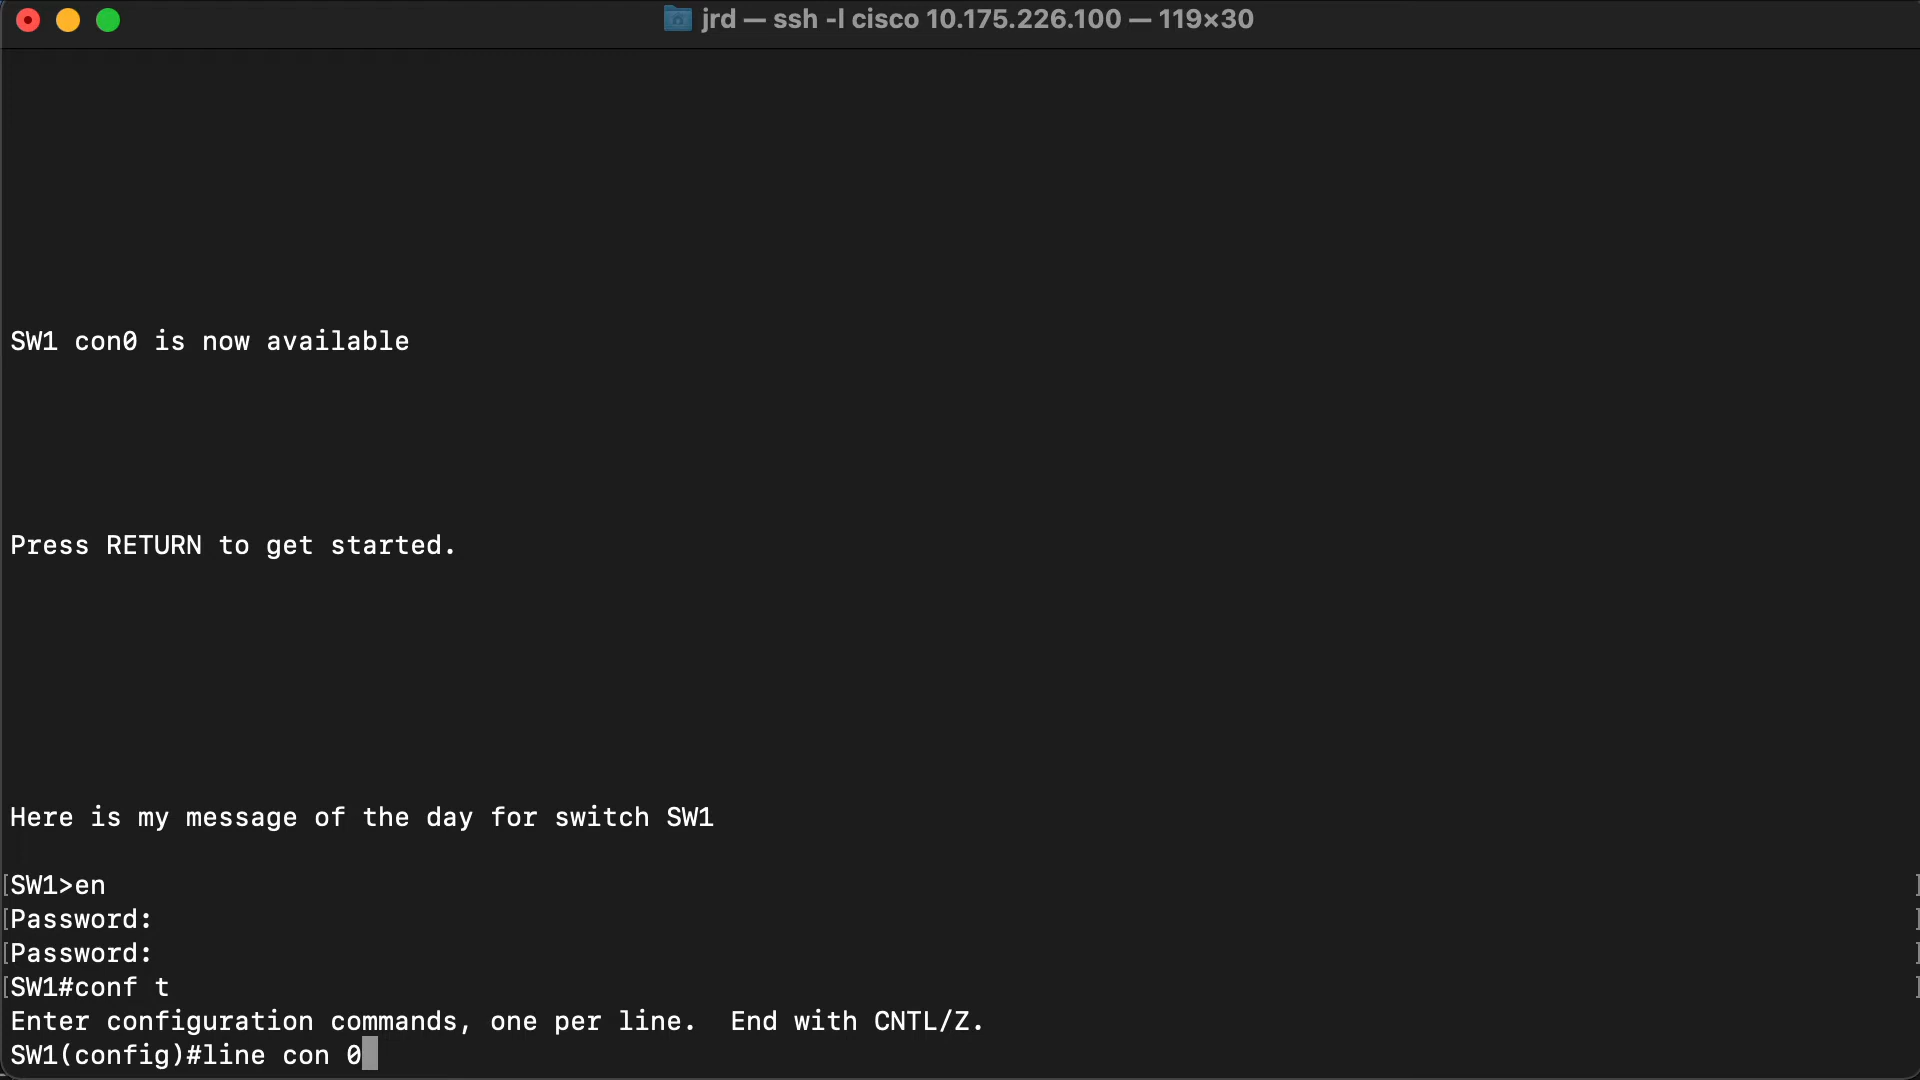 jrd — ssh -l cisco 10.175.226.100 — 119×30
SW1 con0 is now available
Press RETURN to get started.
Here is my message of the day for switch SW1
[SW1>en ]
[Password: ]
[Password: ]
[SW1#conf t ]
Enter configuration commands, one per line.  End with CNTL/Z.
SW1(config)#line con 0